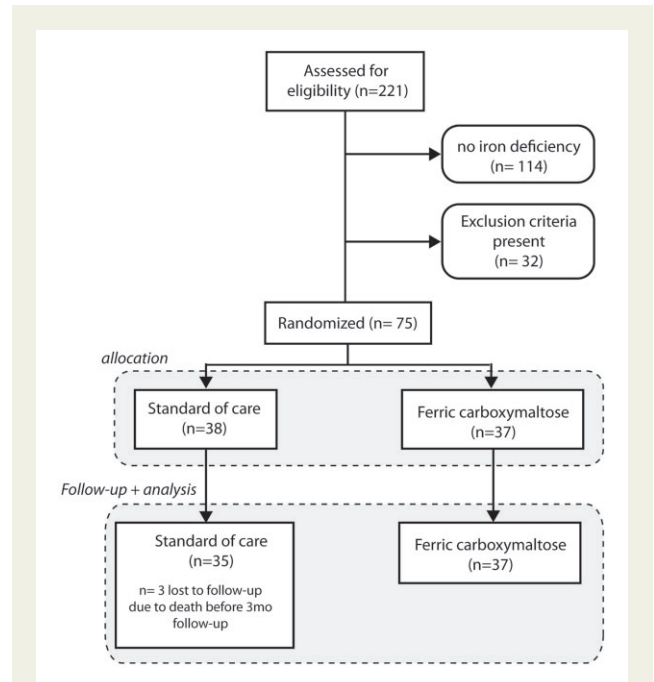 Assessed for
eligibility (n=221)
no iron deficiency
(n= 114)
Exclusion criteria
present
(n= 32)
Randomized (n= 75)
allocation
Standard of care
(n=38)
Ferric carboxymaltose
(n=37)
Follow-up + analysis
Standard of care
(n=35)
n= 3 lost to follow-up
due to death before 3mo
follow-up
Ferric carboxymaltose
(n=37)